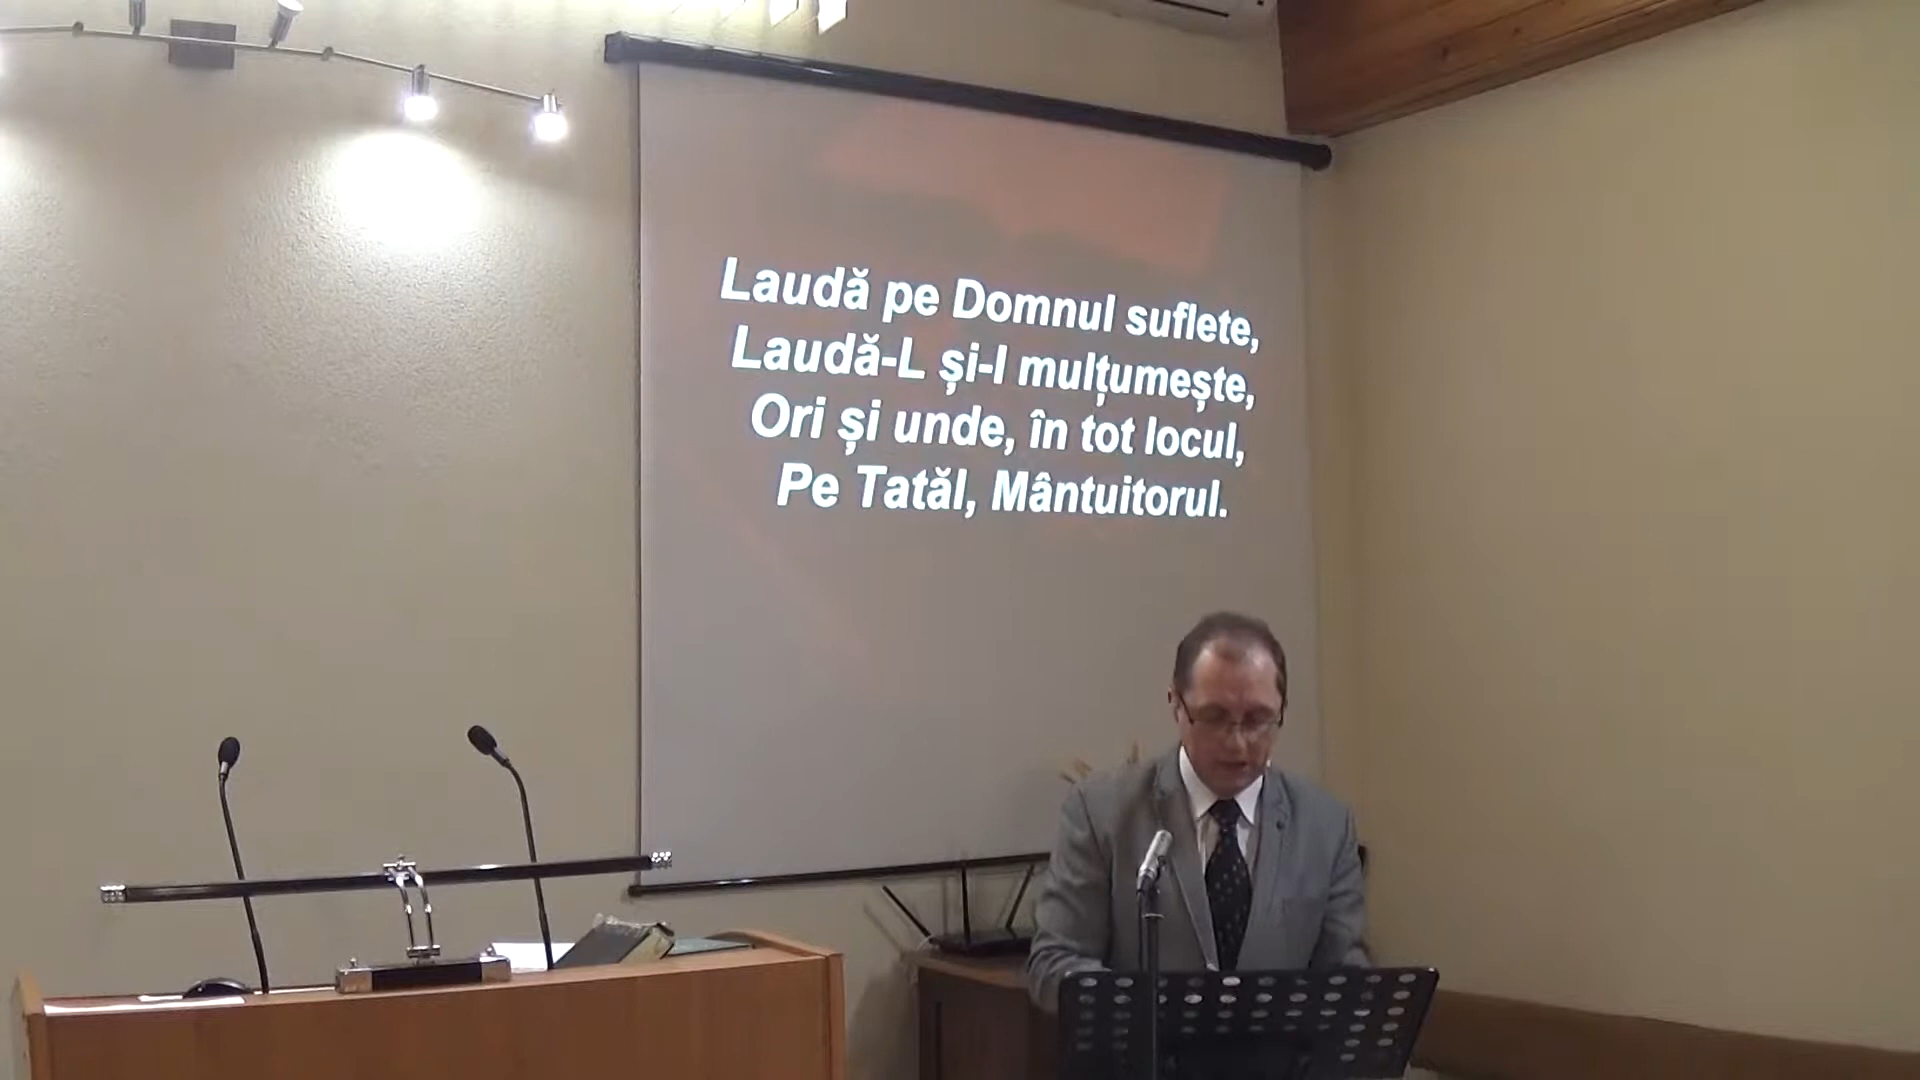 Laudă pe Domnul suflete,
Laudă-L și-I mulțumește,
Ori și unde, în tot locul,
Pe Tatăl, Mântuitorul.